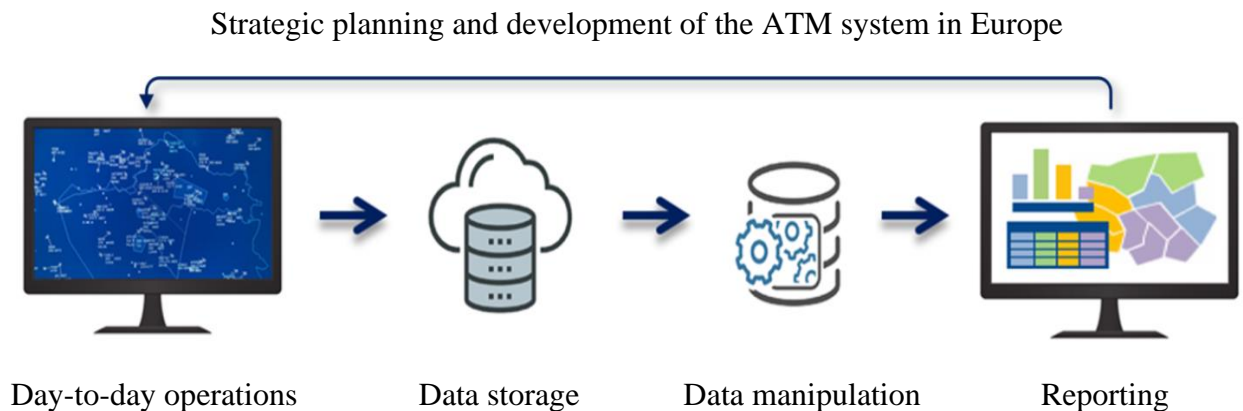 Strategic planning and development of the ATM system in Europe
Day-to-day operations
Data storage
Data manipulation
Reporting